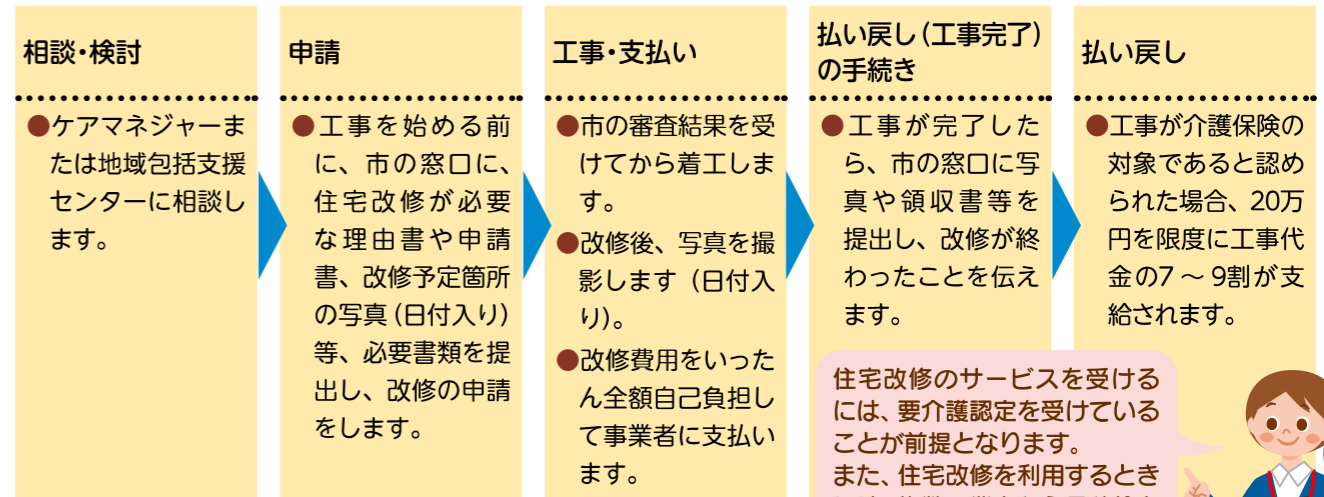 相談・検討
●ケアマネジャーま
たは地域包括支援
センターに相談し
ます。
申請
●工事を始める前
に、市の窓口に、
住宅改修が必要
な理由書や申請
書、改修予定箇所
の写真(日付入り)
等、必要書類を提
出し、改修の申請
をします。
工事・支払い
●市の審査結果を受
けてから着工しま
す。
●改修後、写真を撮
影します（日付入
り）。
●改修費用をいった
ん全額自己負担し
て事業者に支払い
ます。
払い戻し(工事完了)
の手続き
●工事が完了した
ら、市の窓口に写
真や領収書等を
提出し、改修が終
わったことを伝え
ます。
払い戻し
●工事が介護保険の
対象であると認め
られた場合、20万
円を限度に工事代
金の7～9割が支
給されます。
住宅改修のサービスを受ける
には、要介護認定を受けている
ことが前提となります。
また、住宅改修を利用するとき